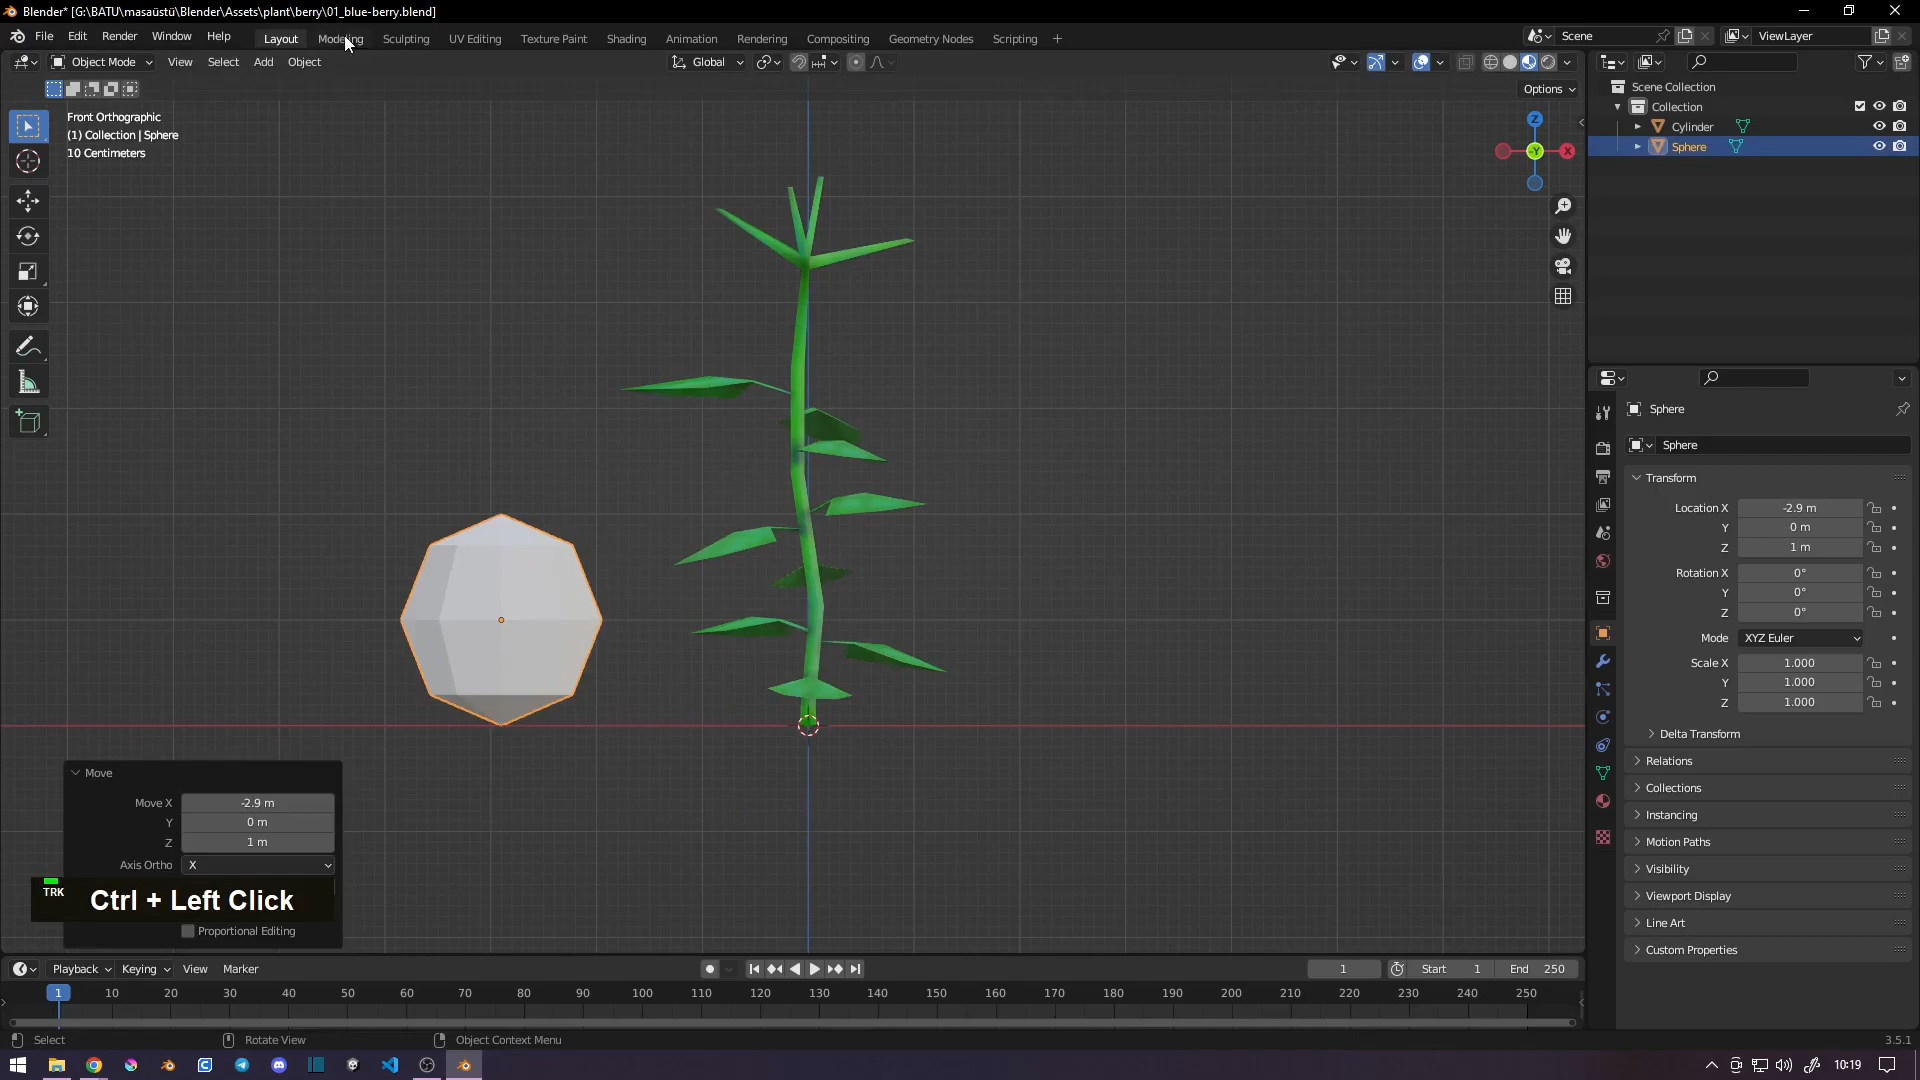 Blender* [G:\BATU\masaüstü\Blender\Assets\plant\berry\01_blue-berry.blend]
File Edit Render Window Help Layout Modeling Sculpting UV Editing Texture Paint Shading Animation Rendering Compositing Geometry Nodes Scripting + Scene ViewLayer
Object Mode View Select Add Object Global
Options
Front Orthographic
(1) Collection | Sphere
10 Centimeters
Z
-Y X
Scene Collection
Collection
Cylinder
Sphere
Sphere
Sphere
Transform
Location X -2.9 m
Y 0 m
Z 1 m
Rotation X 0°
Y 0°
Z 0°
Mode XYZ Euler
Scale X 1.000
Y 1.000
Z 1.000
Delta Transform
Relations
Collections
Instancing
Motion Paths
Visibility
Viewport Display
Line Art
Custom Properties
Move
Move X -2.9 m
Y 0 m
Z 1 m
Axis Ortho X
TRK Ctrl + Left Click
Proportional Editing
Playback Keying View Marker 1 Start 1 End 250
1 10 20 30 40 50 60 70 80 90 100 110 120 130 140 150 160 170 180 190 200 210 220 230 240 250
Select Rotate View Object Context Menu 3.5.1
10:19